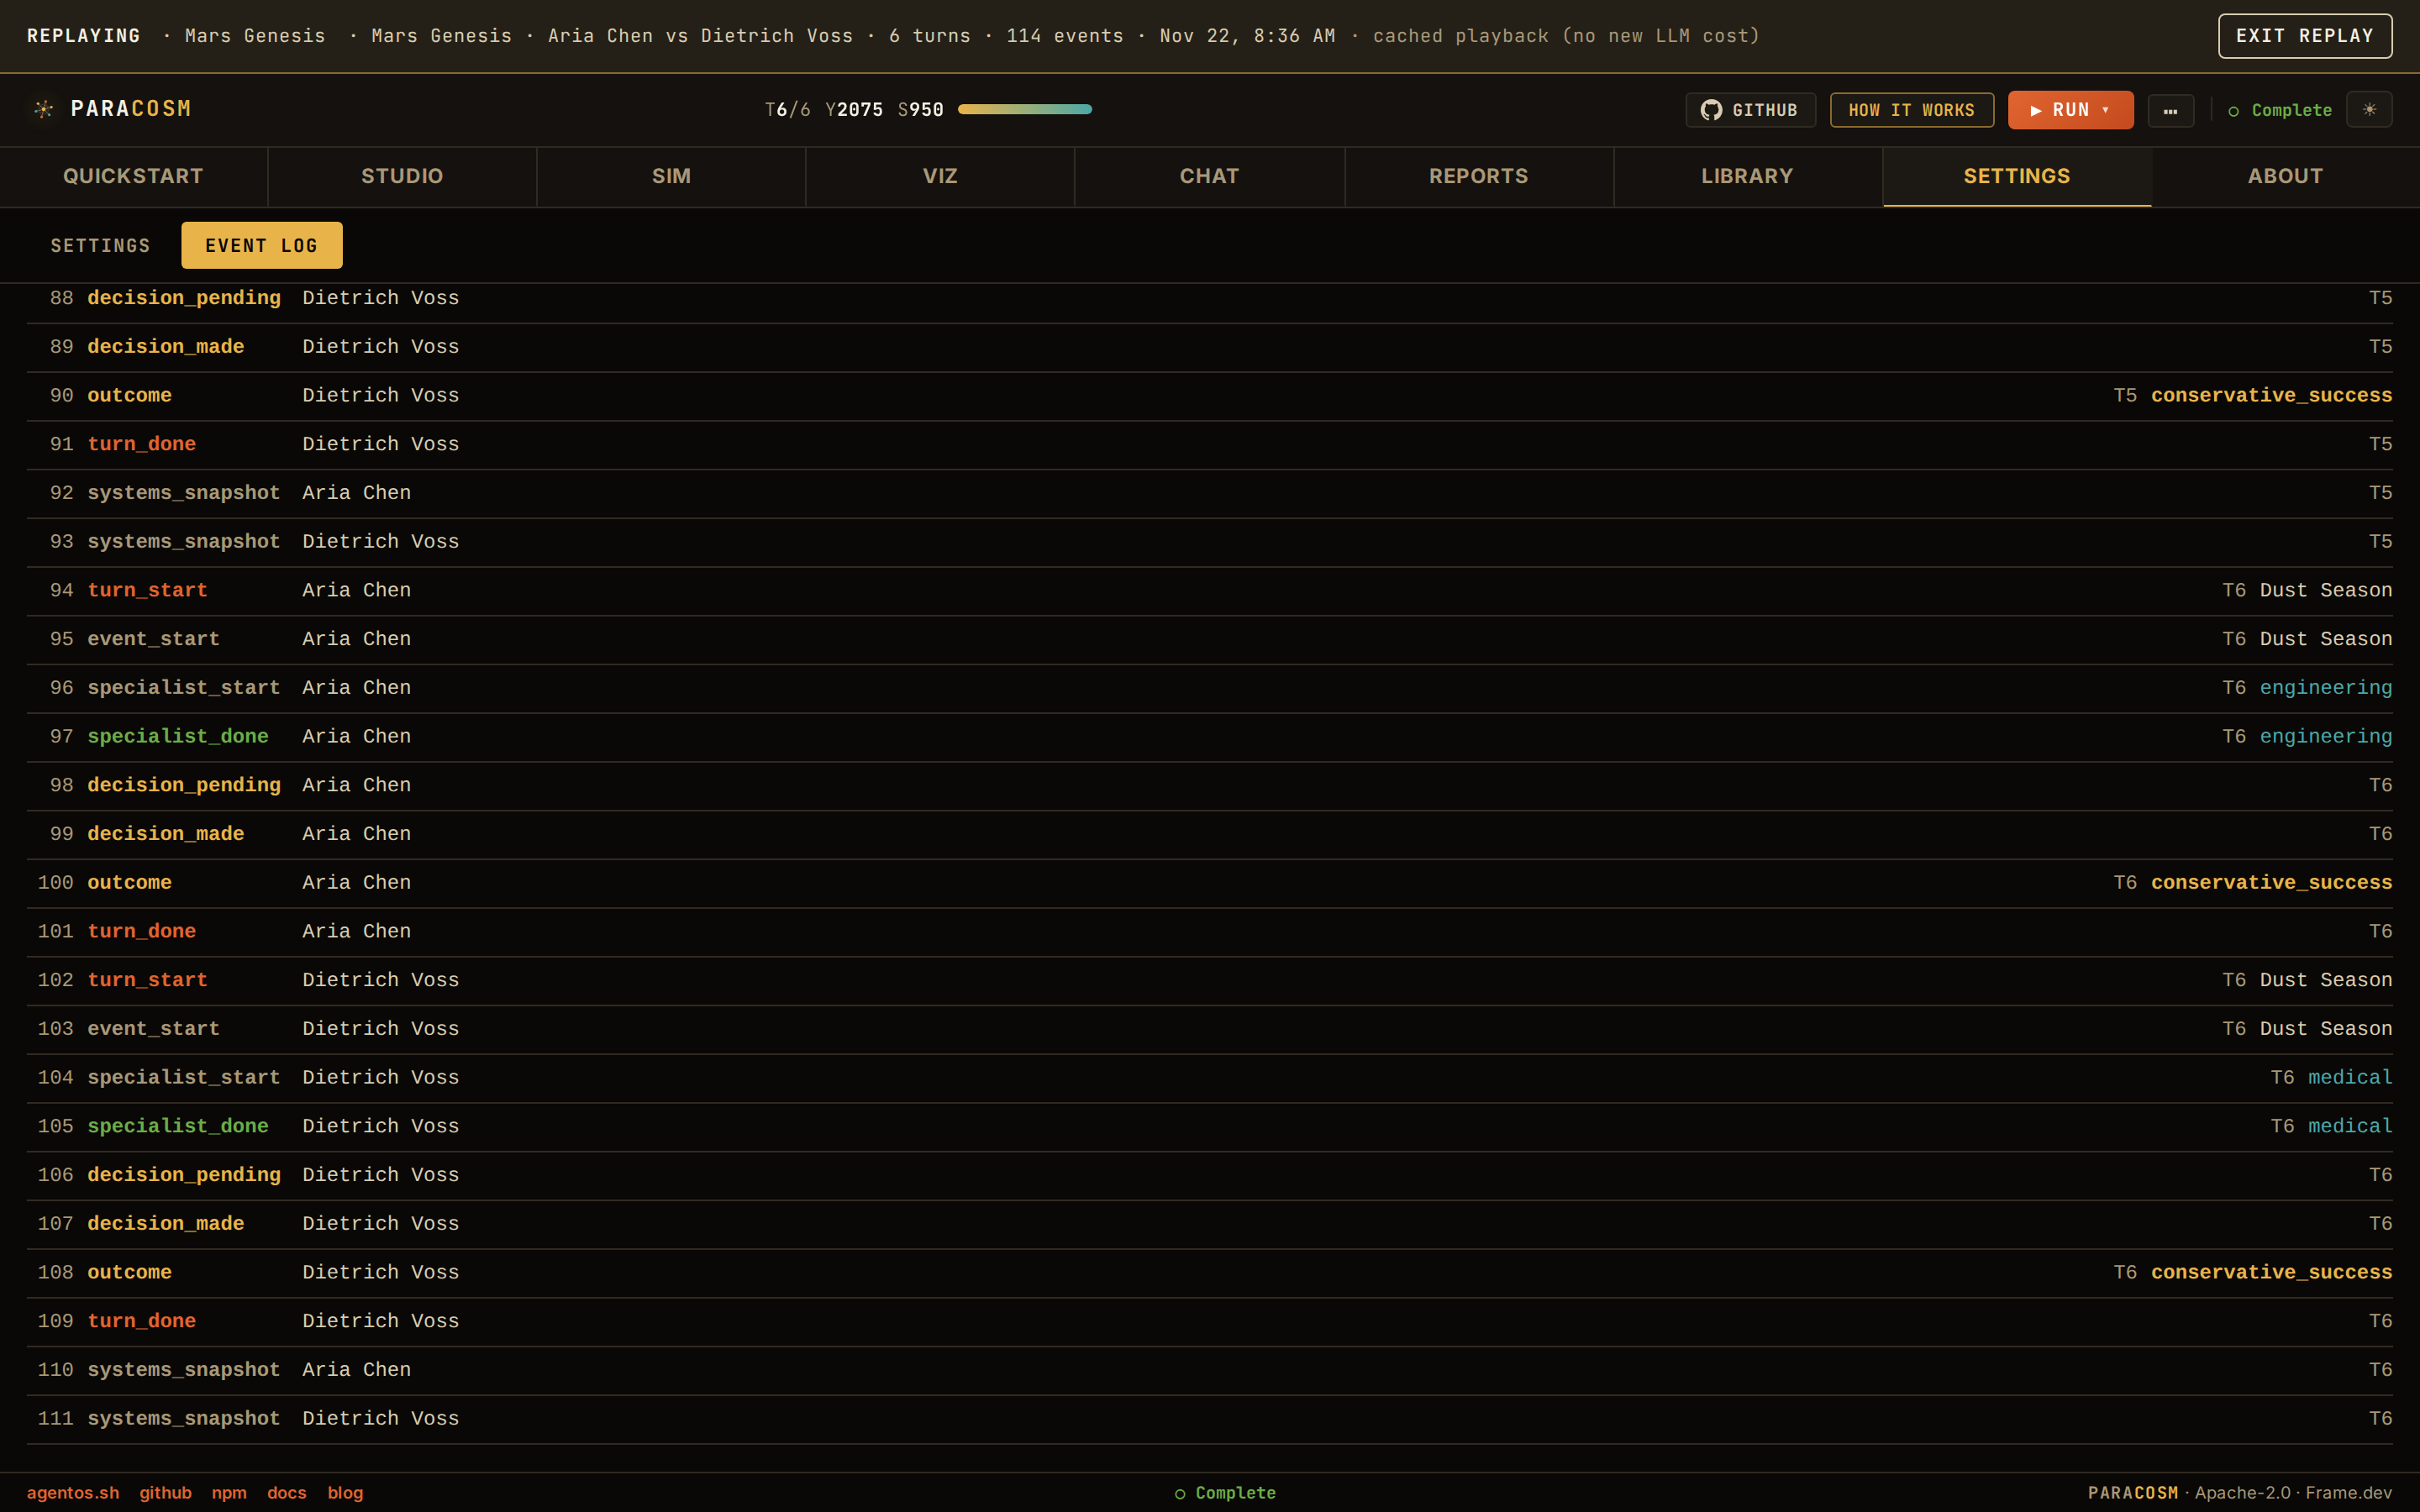 REPLAYING · Mars Genesis · Mars Genesis · Aria Chen vs Dietrich Voss · 6 turns · 114 events · Nov 22, 8:36 AM · cached playback (no new LLM cost) EXIT REPLAY
PARACOSM T6/6 Y2075 S950 GITHUB HOW IT WORKS ▶ RUN ▾ … ○ Complete ☀
QUICKSTART STUDIO SIM VIZ CHAT REPORTS LIBRARY SETTINGS ABOUT
SETTINGS EVENT LOG
88 decision_pending Dietrich Voss T5
89 decision_made Dietrich Voss T5
90 outcome Dietrich Voss T5 conservative_success
91 turn_done Dietrich Voss T5
92 systems_snapshot Aria Chen T5
93 systems_snapshot Dietrich Voss T5
94 turn_start Aria Chen T6 Dust Season
95 event_start Aria Chen T6 Dust Season
96 specialist_start Aria Chen T6 engineering
97 specialist_done Aria Chen T6 engineering
98 decision_pending Aria Chen T6
99 decision_made Aria Chen T6
100 outcome Aria Chen T6 conservative_success
101 turn_done Aria Chen T6
102 turn_start Dietrich Voss T6 Dust Season
103 event_start Dietrich Voss T6 Dust Season
104 specialist_start Dietrich Voss T6 medical
105 specialist_done Dietrich Voss T6 medical
106 decision_pending Dietrich Voss T6
107 decision_made Dietrich Voss T6
108 outcome Dietrich Voss T6 conservative_success
109 turn_done Dietrich Voss T6
110 systems_snapshot Aria Chen T6
111 systems_snapshot Dietrich Voss T6
agentos.sh github npm docs blog ○ Complete PARACOSM · Apache-2.0 · Frame.dev